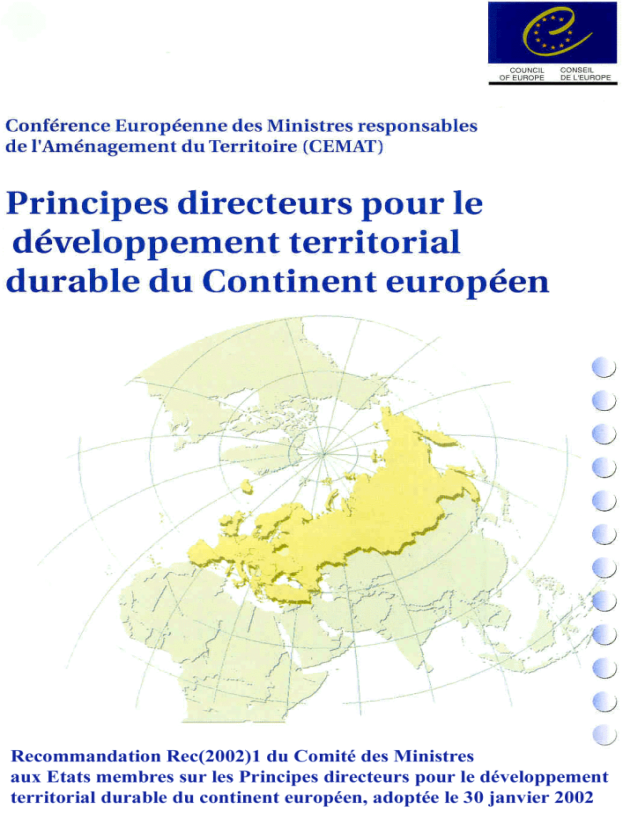 COUNCIL OF EUROPE
CONSEIL DE L'EUROPE
Conférence Européenne des Ministres responsables
de l'Aménagement du Territoire (CEMAT)
Principes directeurs pour le
développement territorial
durable du Continent européen
Recommandation Rec(2002)1 du Comité des Ministres
aux Etats membres sur les Principes directeurs pour le développement
territorial durable du continent européen, adoptée le 30 janvier 2002